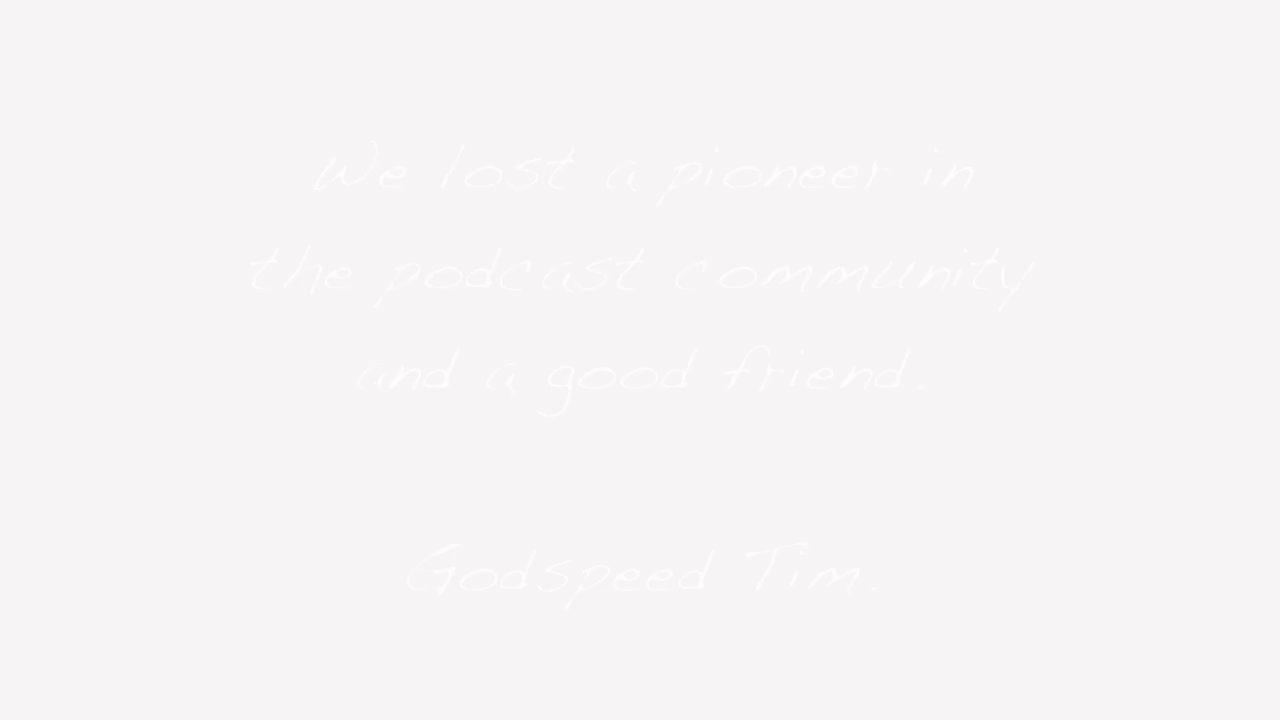 We lost a pioneer in
the podcast community
and a good friend.
Godspeed Tim.